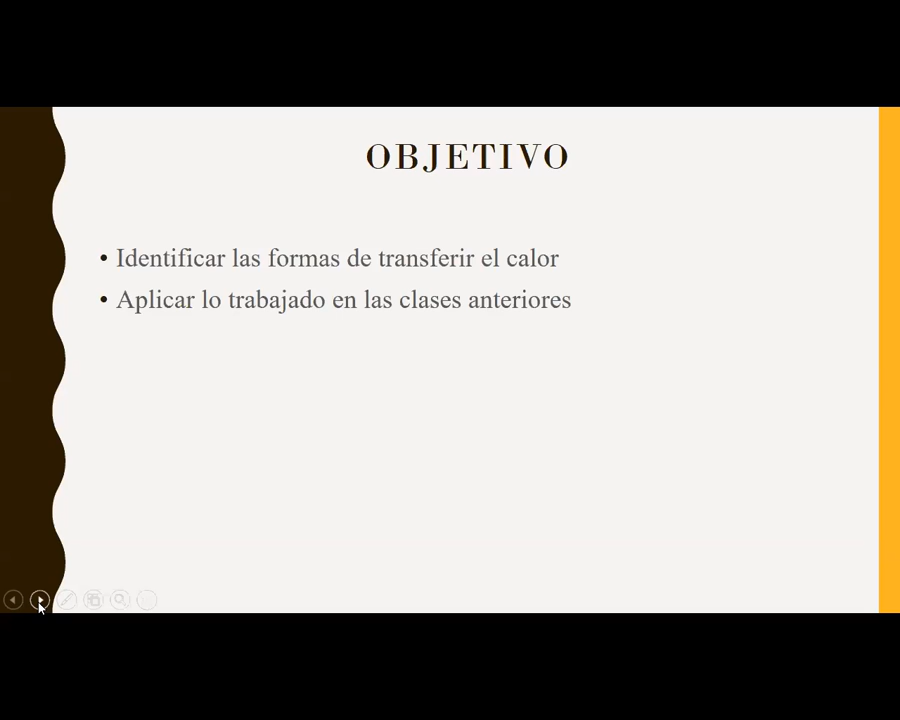 OBJETIVO
• Identificar las formas de transferir el calor
• Aplicar lo trabajado en las clases anteriores